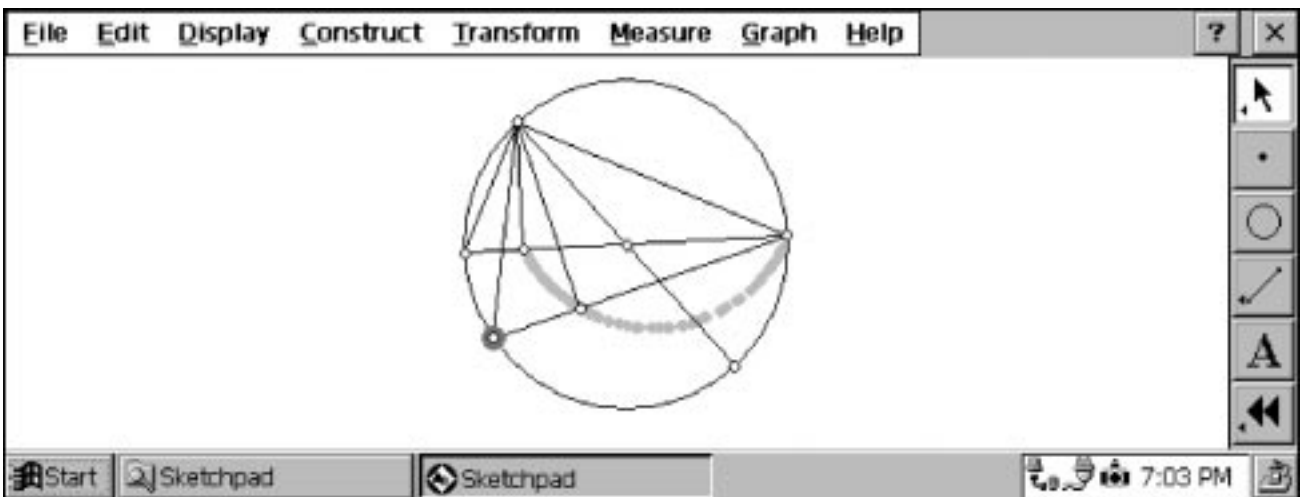 File Edit Display Construct Transform Measure Graph Help ? ×
A
Start Sketchpad Sketchpad 7:03 PM